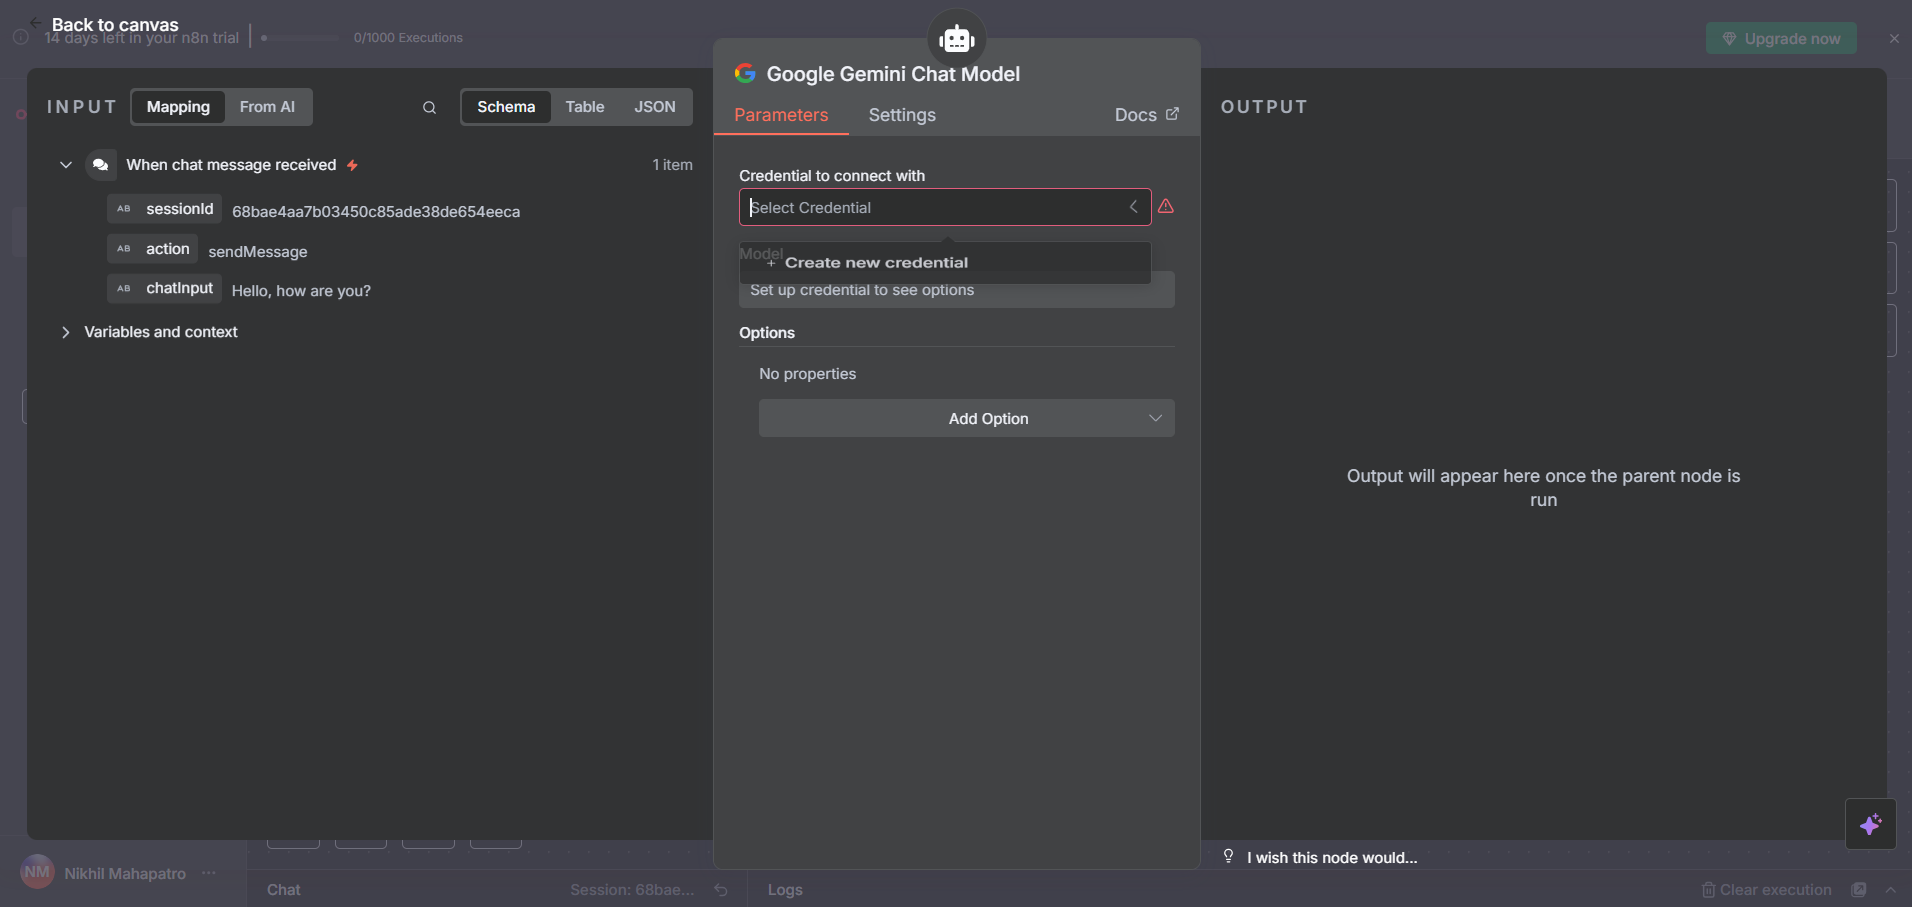 Back to canvas
14 days left in your n8n trial
0/1000 Executions
Upgrade now
INPUT
Mapping
From AI
Schema
Table
JSON
When chat message received
1 item
AB sessionId 68bae4aa7b03450c85ade38de654eeca
AB action sendMessage
AB chatInput Hello, how are you?
Variables and context
Google Gemini Chat Model
Parameters
Settings
Docs
Credential to connect with
Select Credential
Model
+ Create new credential
Set up credential to see options
Options
No properties
Add Option
OUTPUT
Output will appear here once the parent node is
run
I wish this node would...
NM Nikhil Mahapatro ...
Chat
Session: 68bae...
Logs
Clear execution